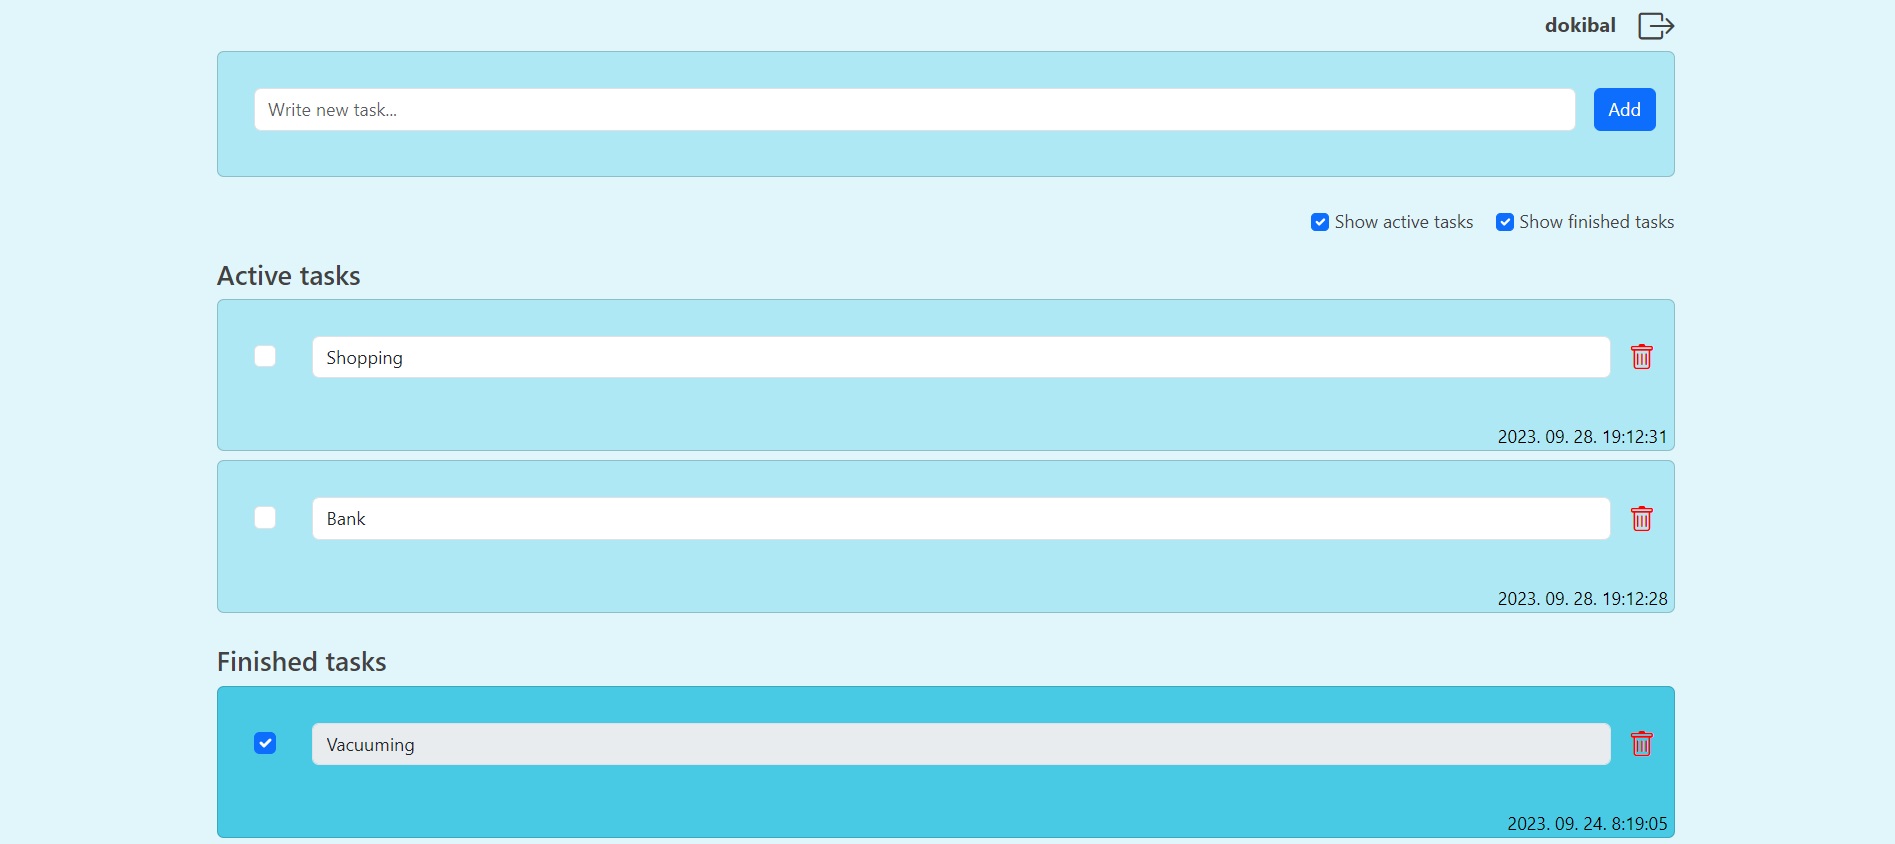 dokibal
Write new task...
Add
Show active tasks
Show finished tasks
Active tasks
Shopping
2023. 09. 28. 19:12:31
Bank
2023. 09. 28. 19:12:28
Finished tasks
Vacuuming
2023. 09. 24. 8:19:05